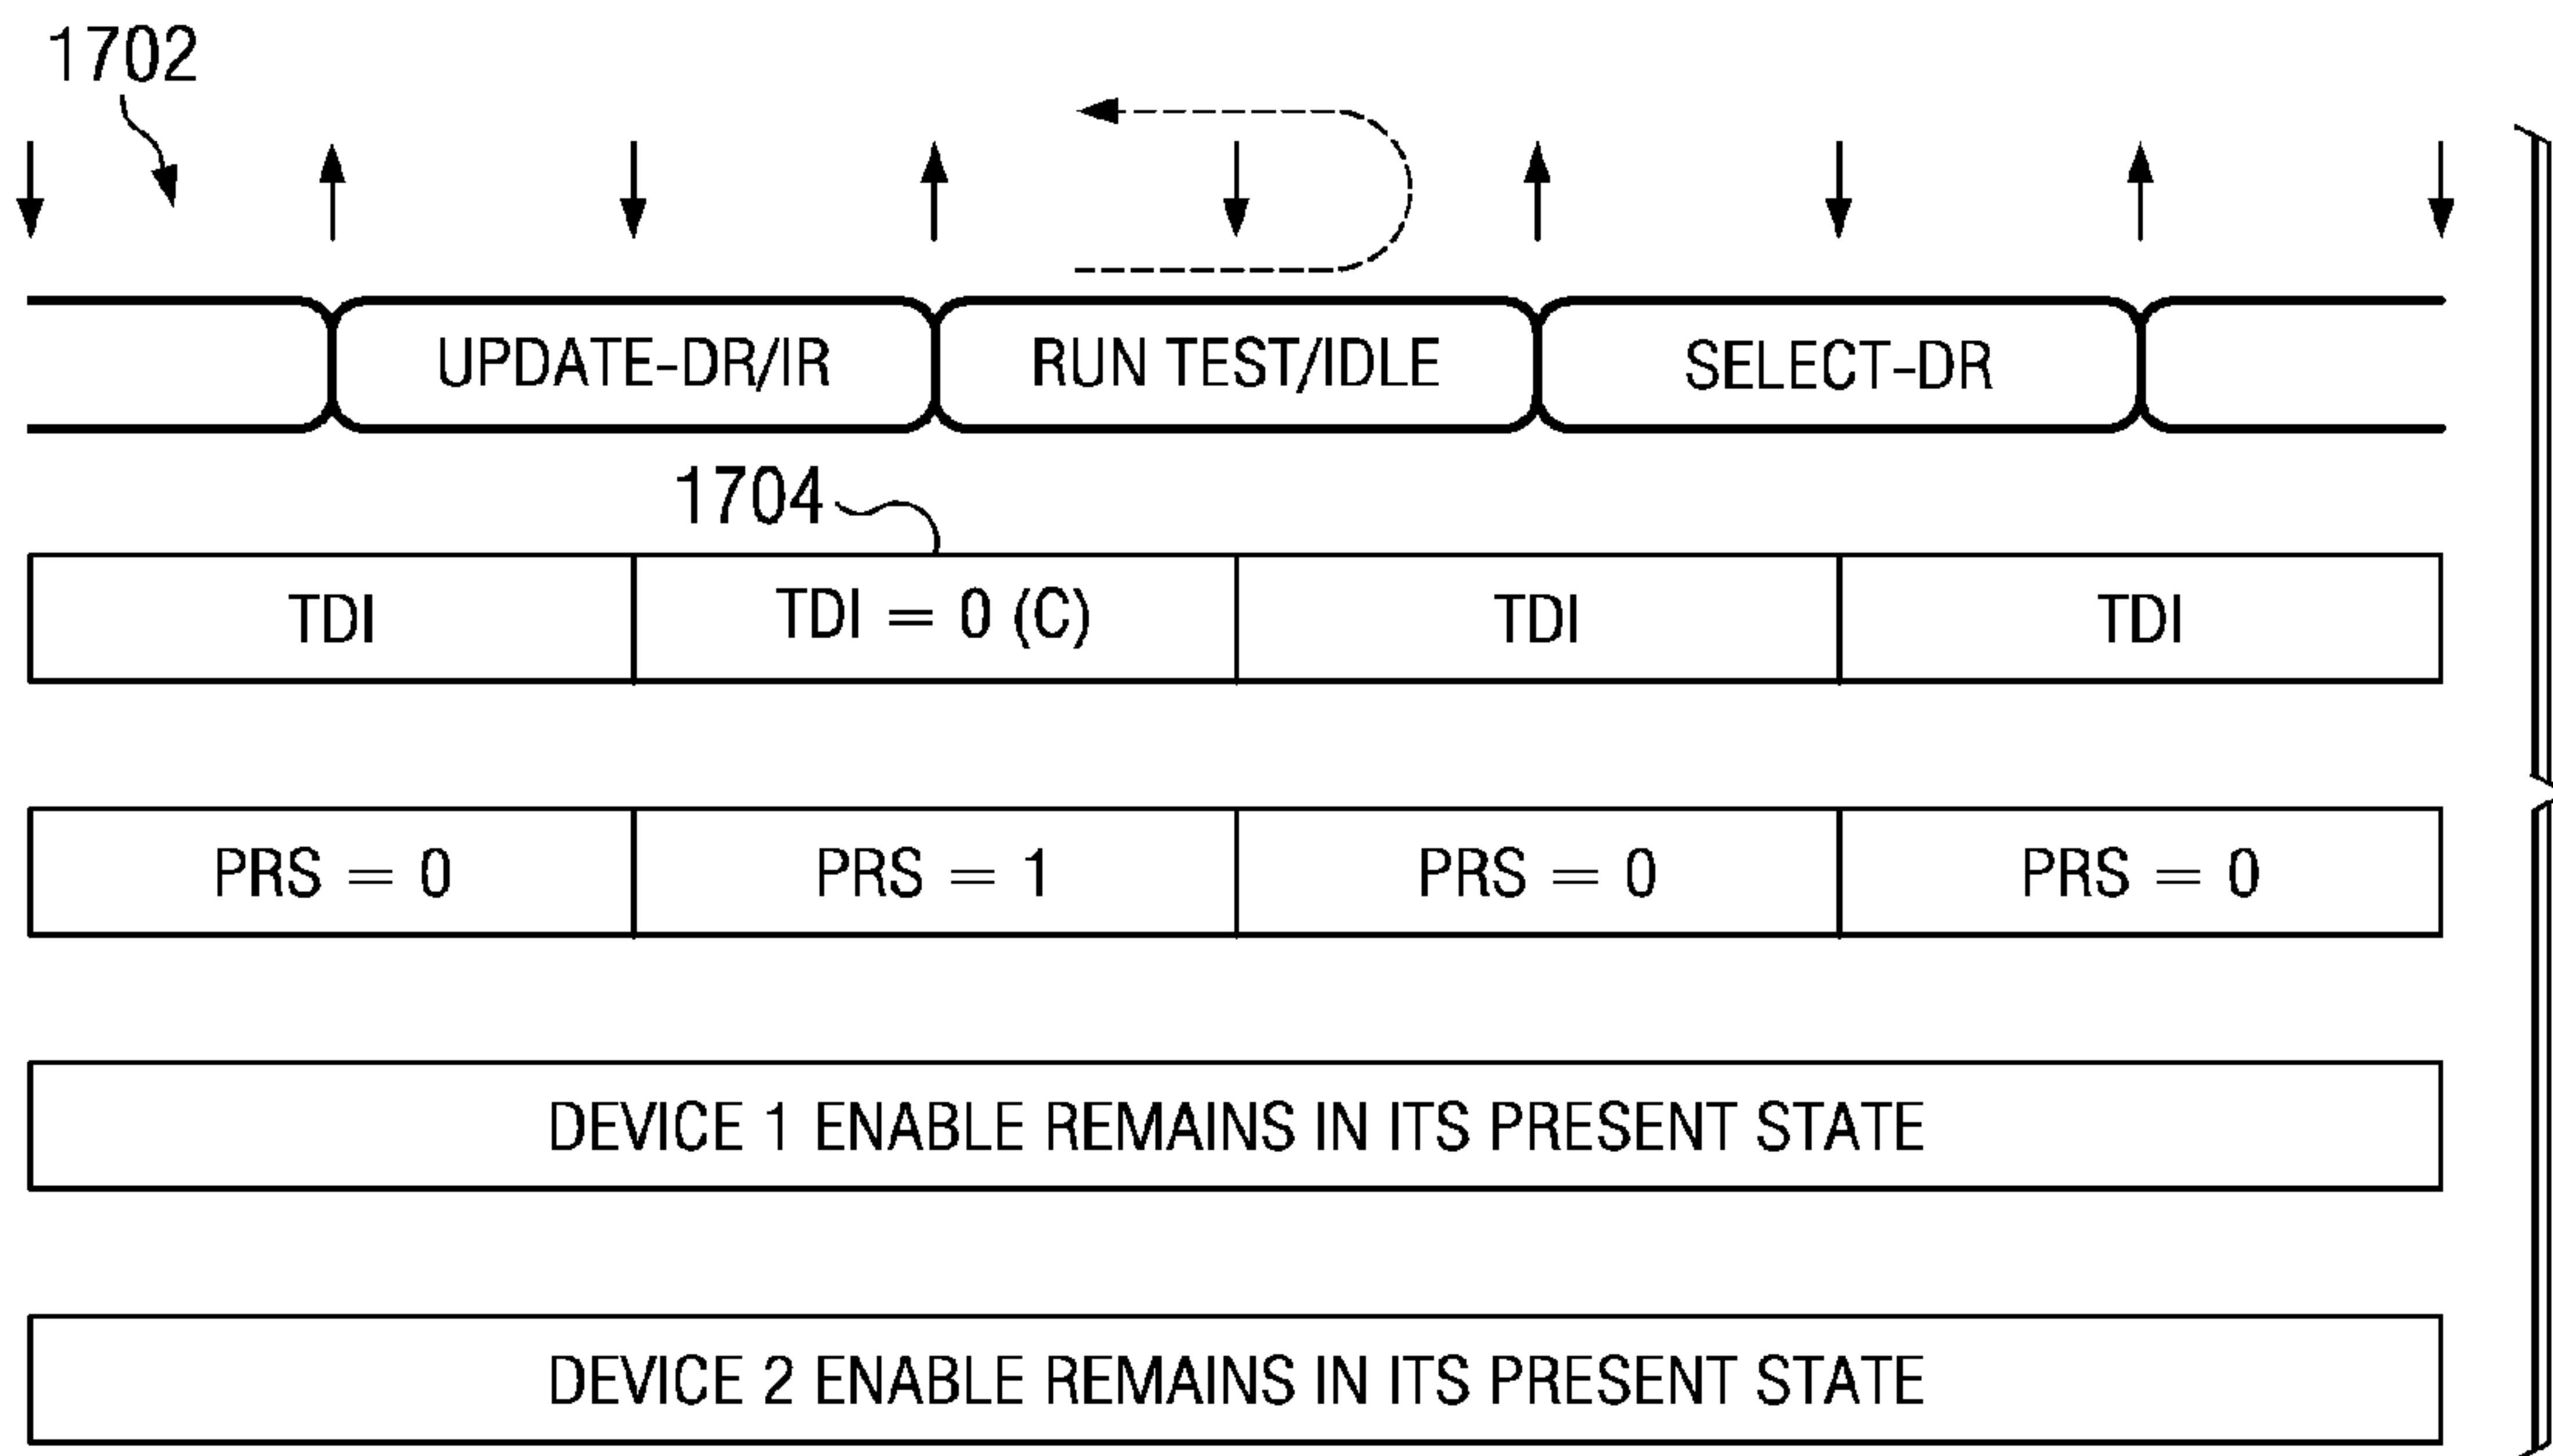 1702
UPDATE-DR/IR RUN TEST/IDLE SELECT-DR
1704
TDI TDI = 0 (C) TDI TDI
PRS = 0 PRS = 1 PRS = 0 PRS = 0
DEVICE 1 ENABLE REMAINS IN ITS PRESENT STATE
DEVICE 2 ENABLE REMAINS IN ITS PRESENT STATE